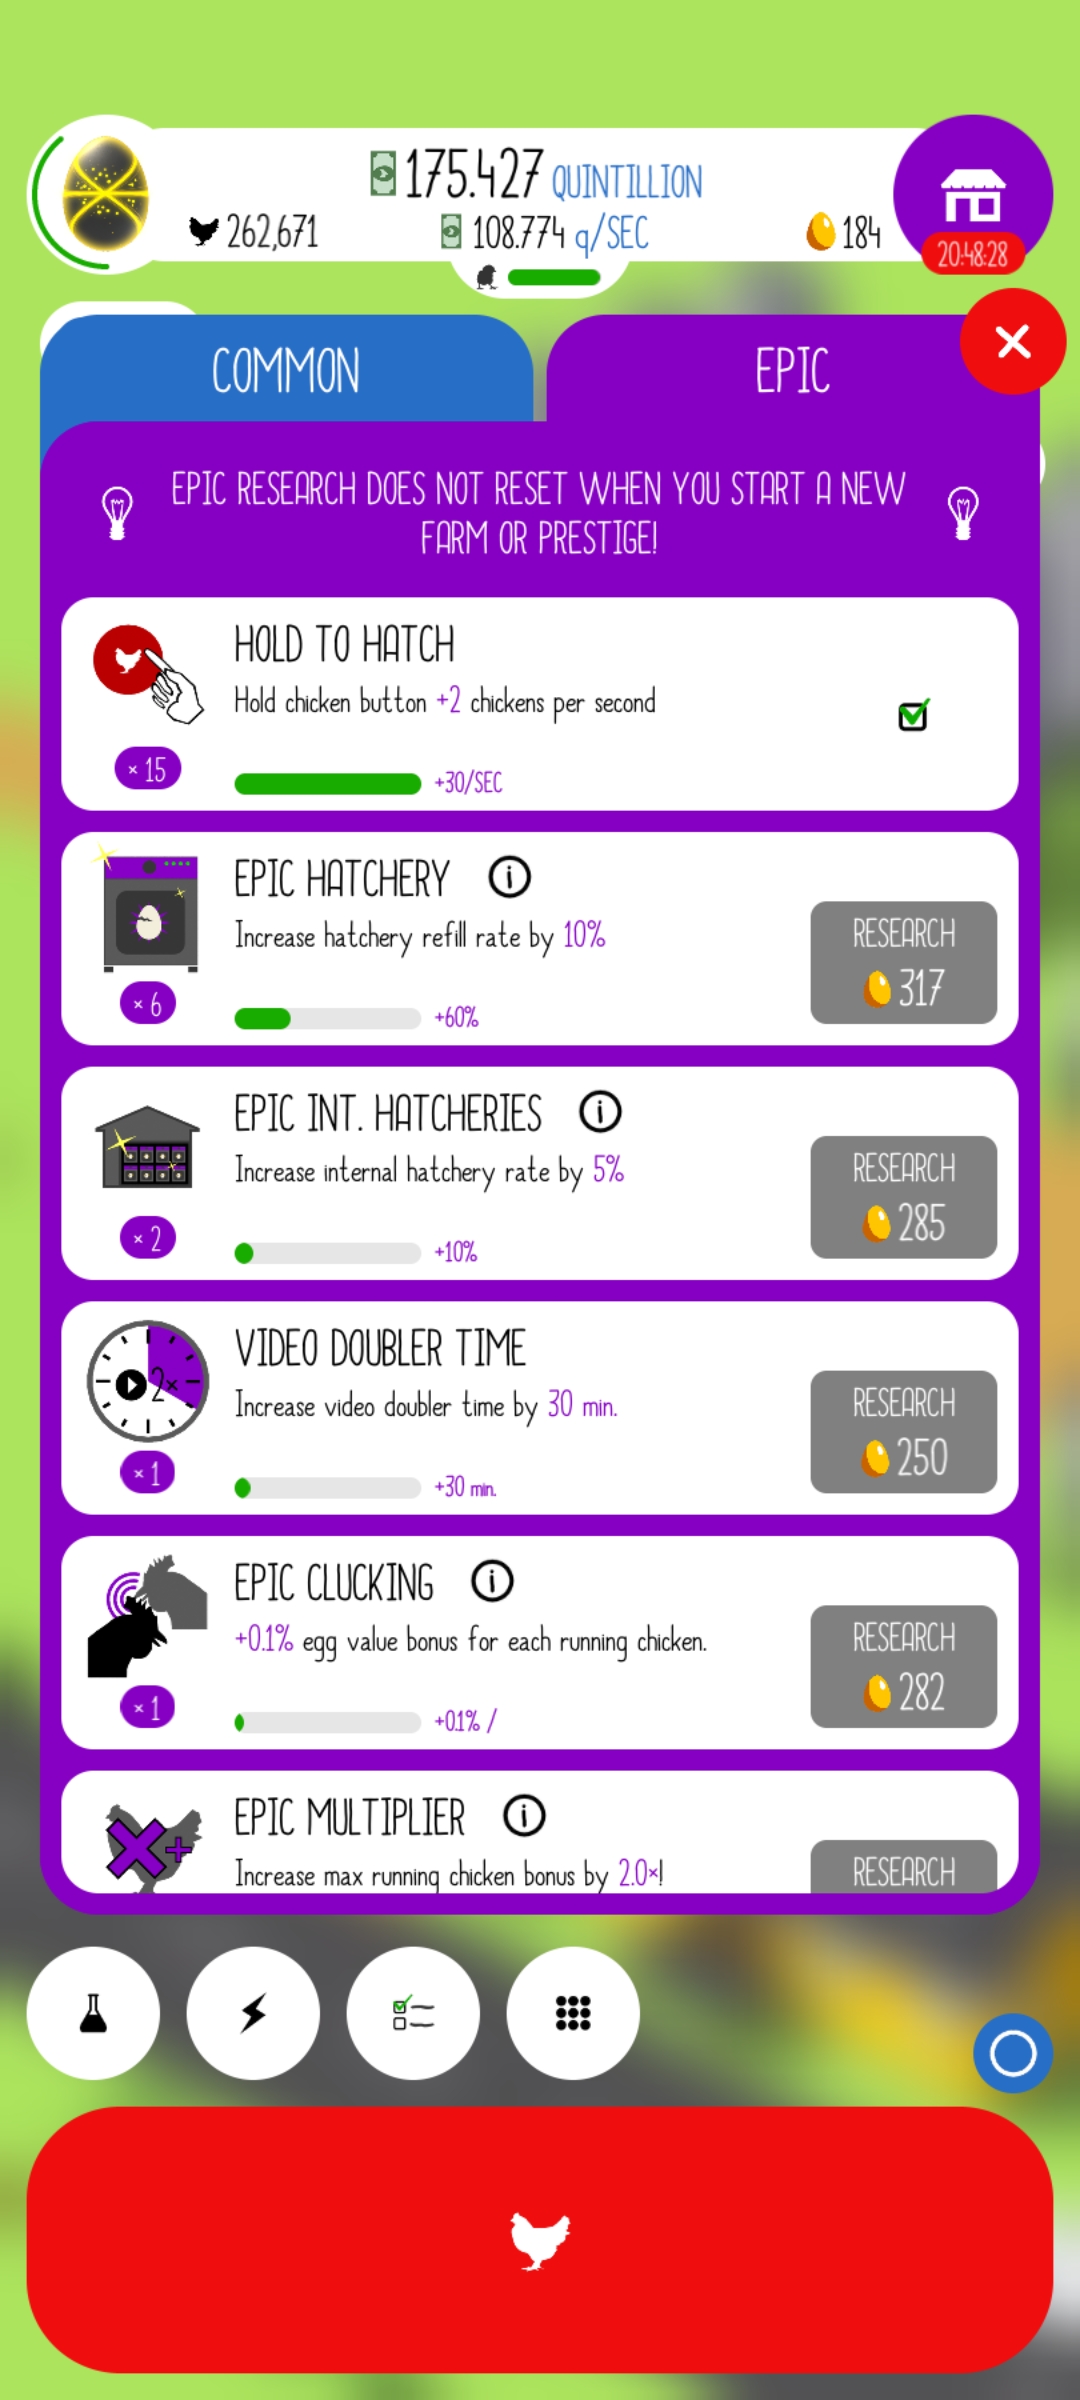 175.427 QUINTILLION
262,671
108.774 q/SEC
184
20:48:28
COMMON
EPIC
EPIC RESEARCH DOES NOT RESET WHEN YOU START A NEW
FARM OR PRESTIGE!
HOLD TO HATCH
Hold chicken button +2 chickens per second
× 15
+30/SEC
EPIC HATCHERY
Increase hatchery refill rate by 10%
× 6
+60%
RESEARCH
317
EPIC INT. HATCHERIES
Increase internal hatchery rate by 5%
× 2
+10%
RESEARCH
285
2×
VIDEO DOUBLER TIME
Increase video doubler time by 30 min.
× 1
+30 min.
RESEARCH
250
EPIC CLUCKING
+0.1% egg value bonus for each running chicken.
× 1
+0.1% /
RESEARCH
282
EPIC MULTIPLIER
Increase max running chicken bonus by 2.0×!
RESEARCH